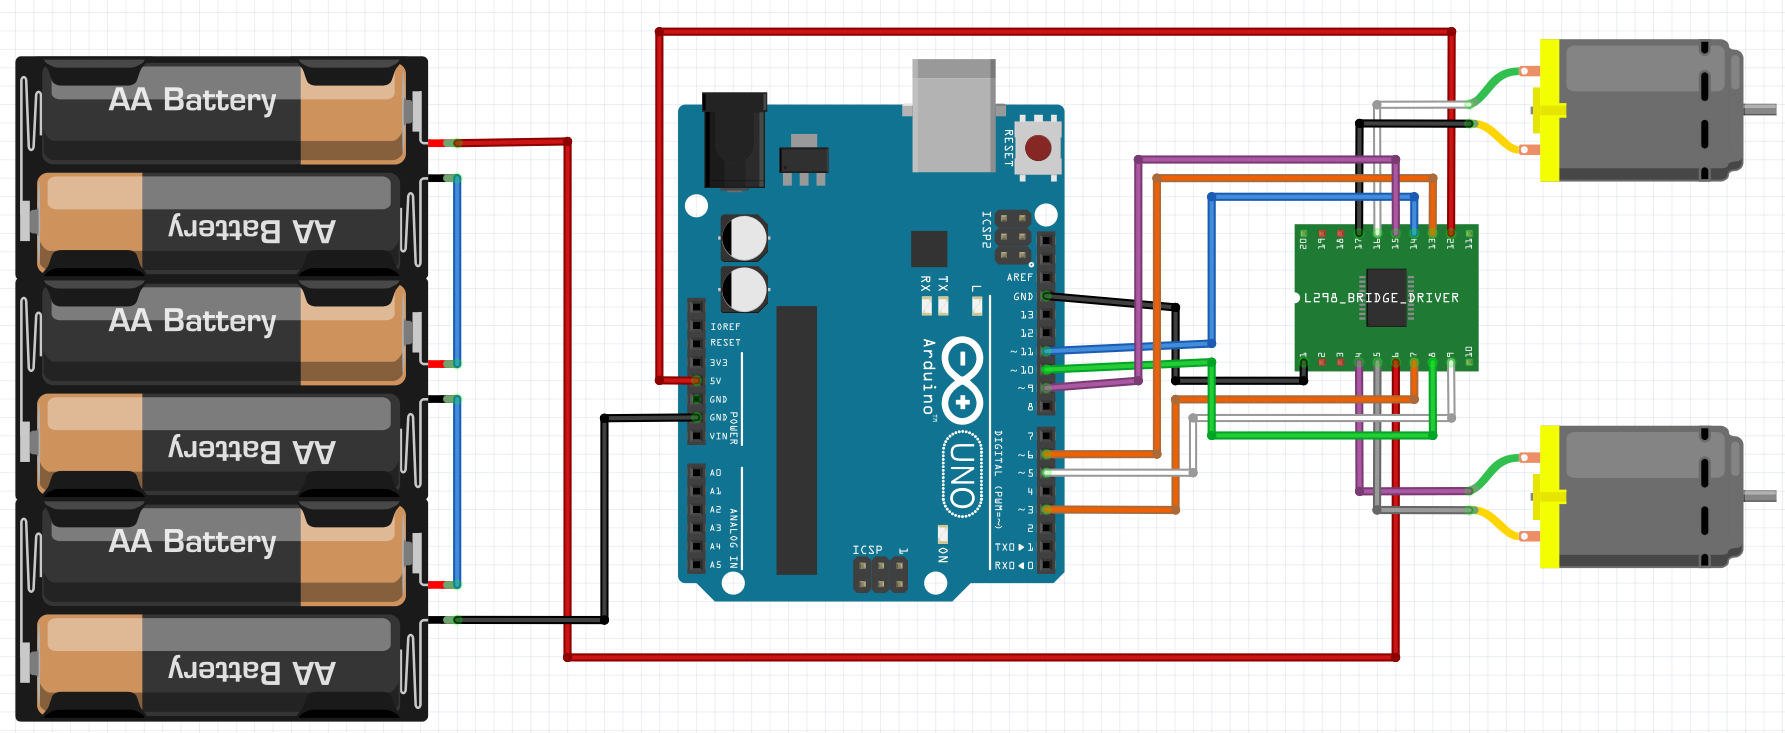 AA Battery
AA Battery
AA Battery
AA Battery
AA Battery
AA Battery
RESET
ICSP2
AREF
GND
13
12
~11
~10
~9
8
7
~6
~5
4
~3
2
TX0▶1
RX0◀0
RX
TX
L
IOREF
RESET
3V3
5V
GND
GND
VIN
POWER
A0
A1
A2
A3
A4
A5
ANALOG IN
Arduino™
UNO
DIGITAL (PWM=~)
ICSP
1
ON
20 19 18 17 16 15 14 13 12 11
L298_BRIDGE_DRIVER
1 2 3 4 5 6 7 8 9 10